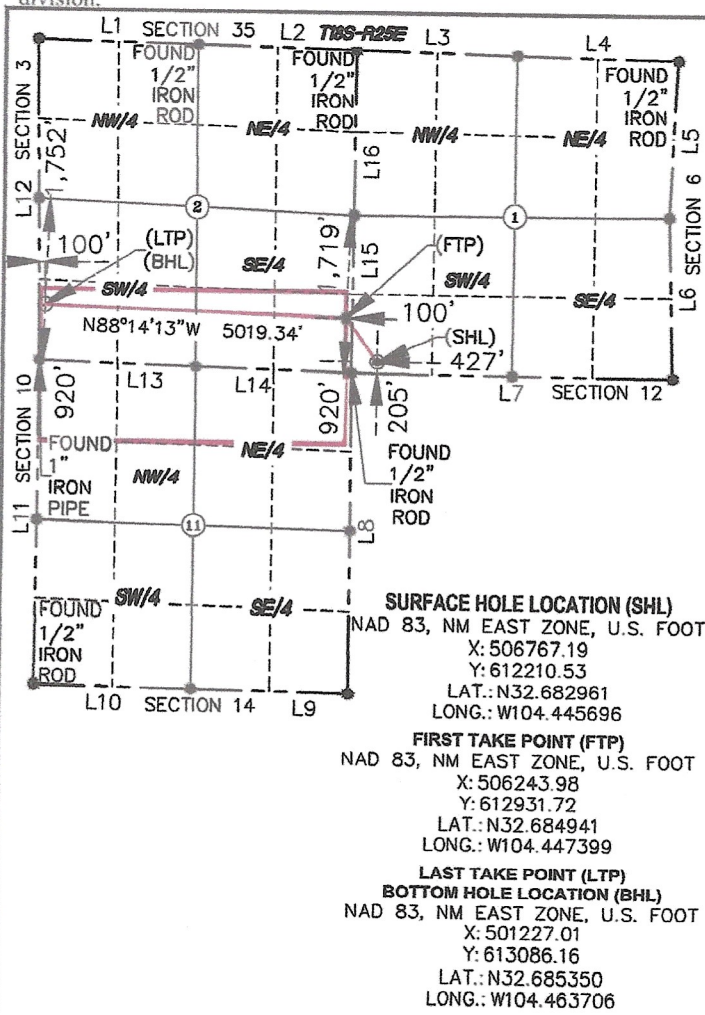 division.
L1 SECTION 35 L2 T18S-R25E L3 L4
FOUND
1/2"
IRON
ROD
FOUND
1/2"
IRON
ROD
FOUND
1/2"
IRON
ROD
SECTION 3
NW/4
NE/4
NW/4
NE/4
L5
L12
1,752'
L16
SECTION 6
2
1
100'
(LTP)
(BHL)
SE/4
1,719'
L15
(FTP)
SW/4
SW/4
SE/4
L6
N88°14'13"W 5019.34'
100'
(SHL)
427'
L13
L14
L7
SECTION 12
SECTION 10
920'
920'
205'
FOUND
1"
IRON
PIPE
NE/4
NW/4
FOUND
1/2"
IRON
ROD
L11
11
L8
FOUND
1/2"
IRON
ROD
SW/4
SE/4
L10 SECTION 14 L9
SURFACE HOLE LOCATION (SHL)
NAD 83, NM EAST ZONE, U.S. FOOT
X: 506767.19
Y: 612210.53
LAT.: N32.682961
LONG.: W104.445696
FIRST TAKE POINT (FTP)
NAD 83, NM EAST ZONE, U.S. FOOT
X: 506243.98
Y: 612931.72
LAT.: N32.684941
LONG.: W104.447399
LAST TAKE POINT (LTP)
BOTTOM HOLE LOCATION (BHL)
NAD 83, NM EAST ZONE, U.S. FOOT
X: 501227.01
Y: 613086.16
LAT.: N32.685350
LONG.: W104.463706